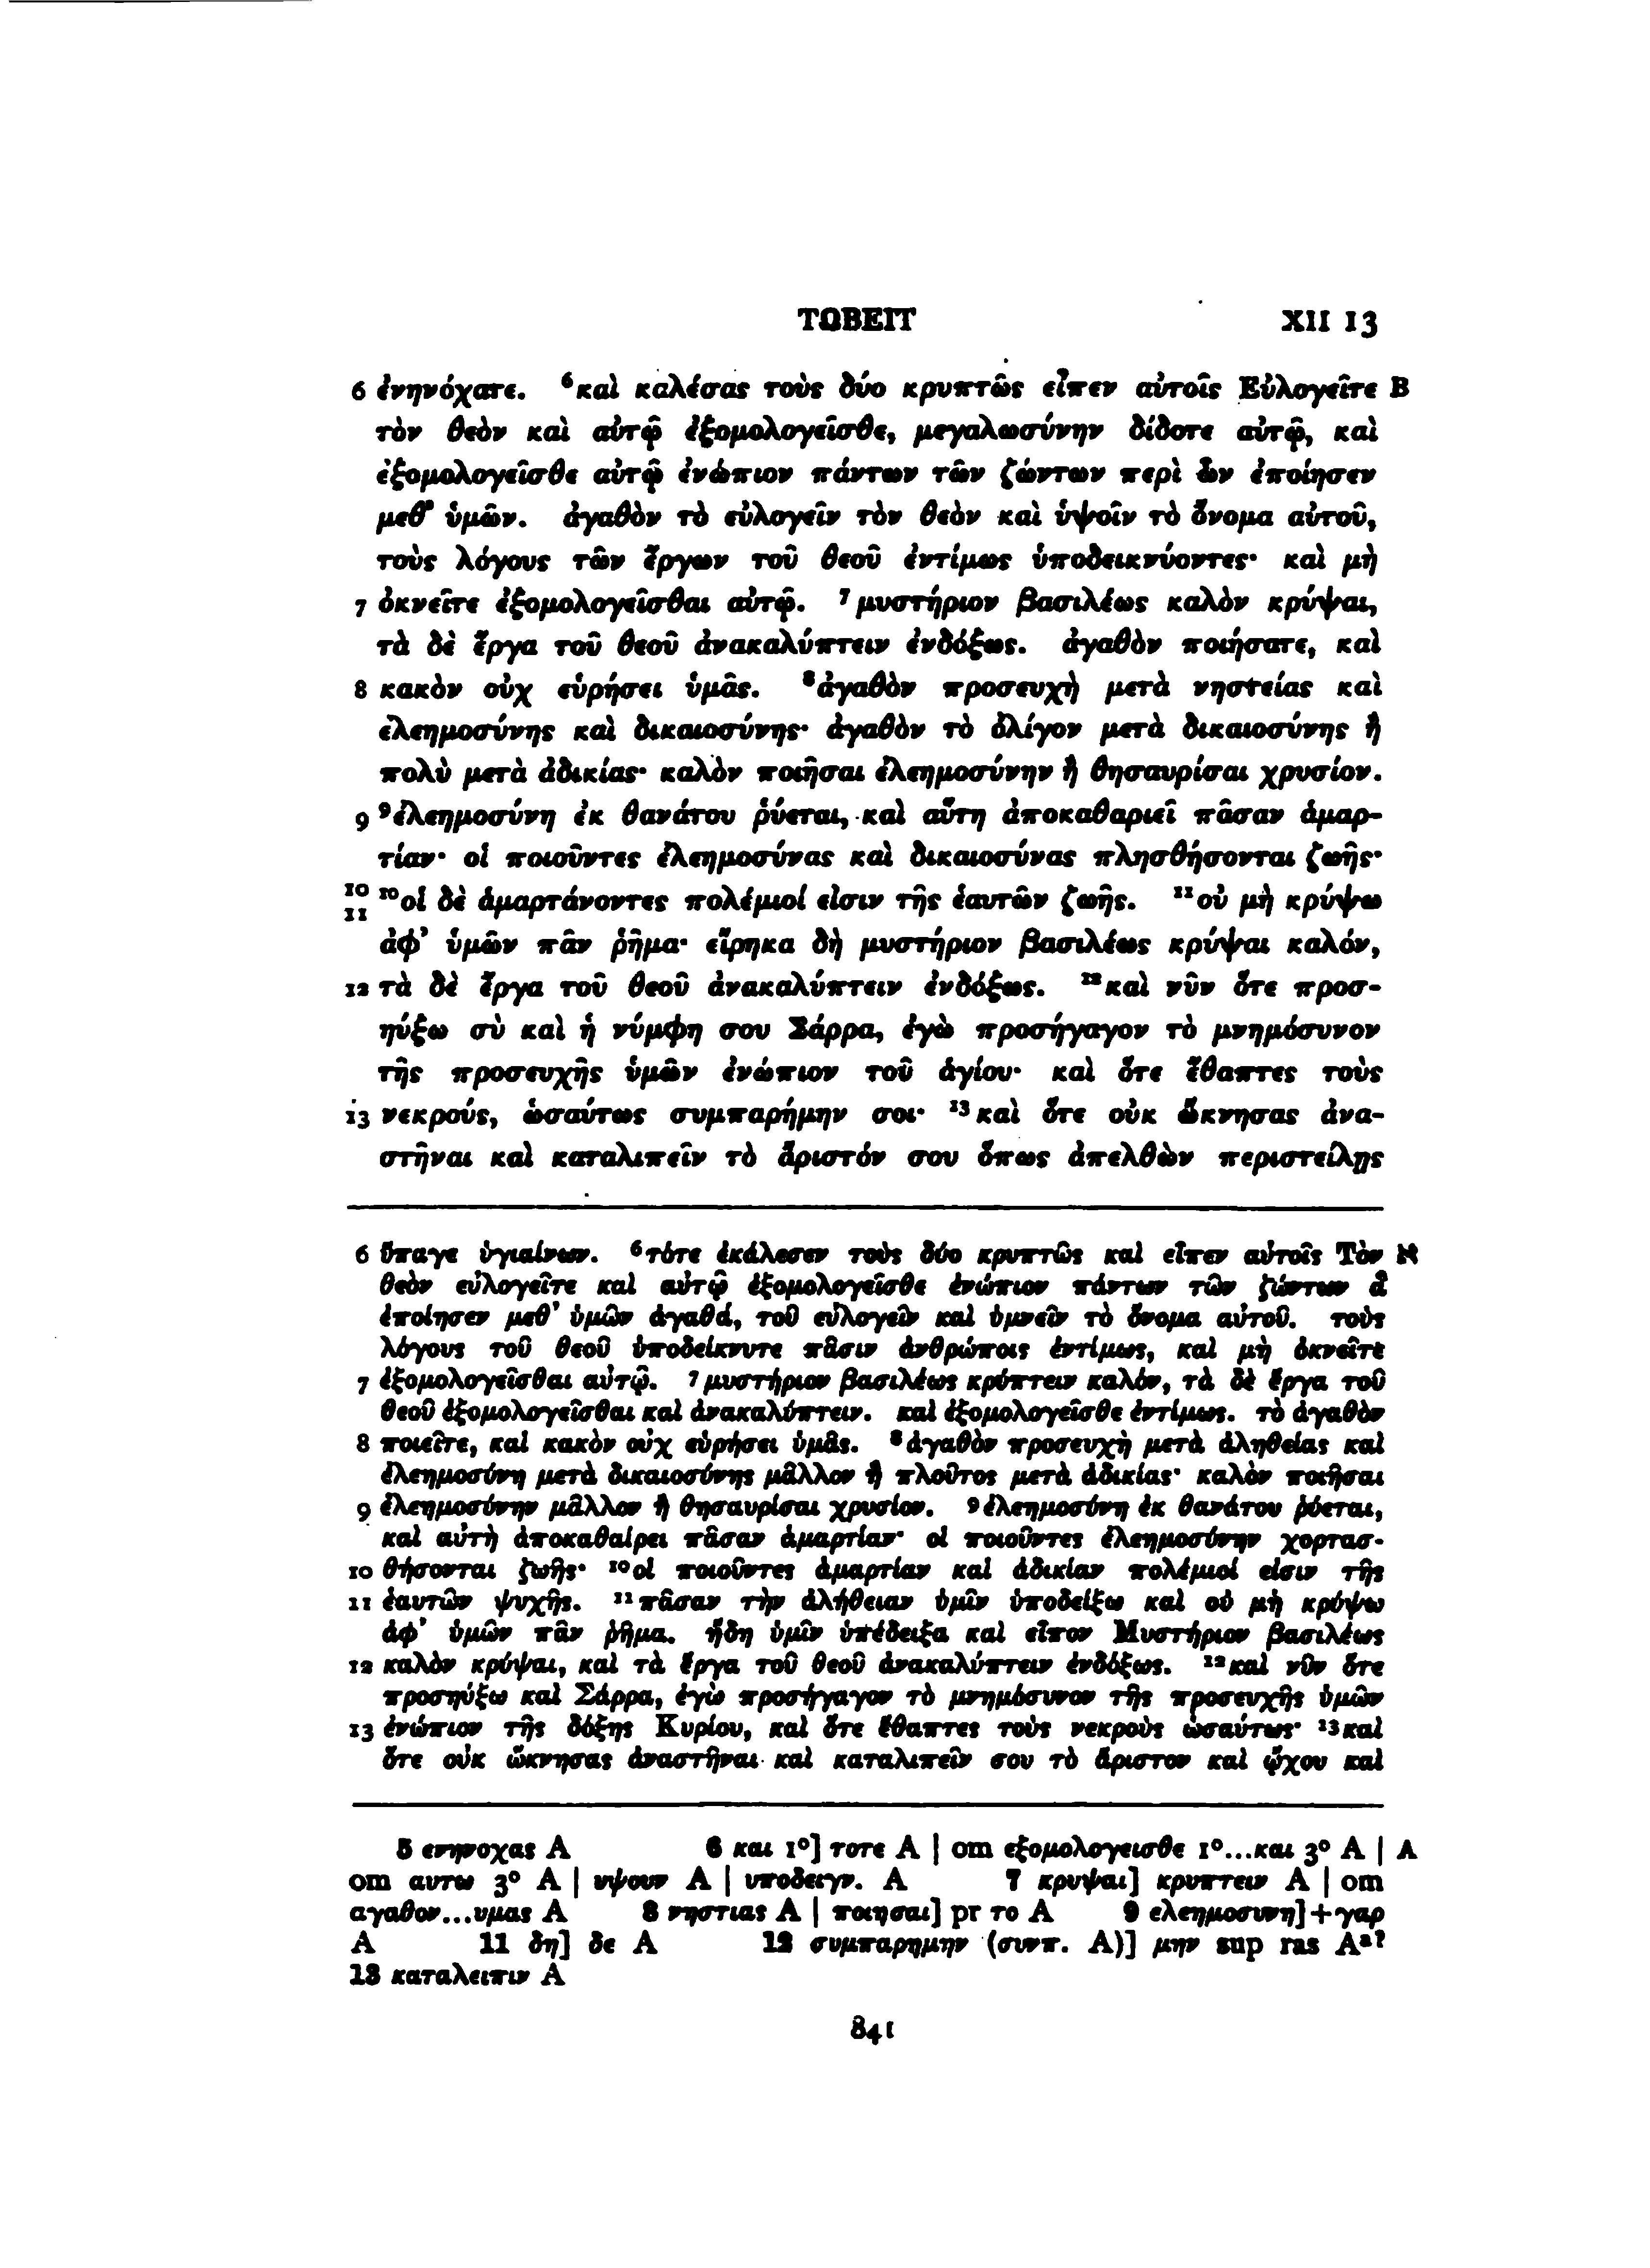 ΤΩΒΕΙΤ XII 13
6 ἐνηνόχατε. ⁶καὶ καλέσας τοὺς δύο κρυπτῶς εἶπεν αὐτοῖς Εὐλογεῖτε B
τὸν θεὸν καὶ αὐτῷ ἐξομολογεῖσθε, μεγαλωσύνην δίδοτε αὐτῷ, καὶ
ἐξομολογεῖσθε αὐτῷ ἐνώπιον πάντων τῶν ζώντων περὶ ὧν ἐποίησεν
μεθ' ὑμῶν. ἀγαθὸν τὸ εὐλογεῖν τὸν θεὸν καὶ ὑψοῖν τὸ ὄνομα αὐτοῦ,
τοὺς λόγους τῶν ἔργων τοῦ θεοῦ ἐντίμως ὑποδεικνύοντες· καὶ μὴ
7 ὀκνεῖτε ἐξομολογεῖσθαι αὐτῷ. ⁷μυστήριον βασιλέως καλὸν κρύψαι,
τὰ δὲ ἔργα τοῦ θεοῦ ἀνακαλύπτειν ἐνδόξως. ἀγαθὸν ποιήσατε, καὶ
8 κακὸν οὐχ εὑρήσει ὑμᾶς. ⁸ἀγαθὸν προσευχὴ μετὰ νηστείας καὶ
ἐλεημοσύνης καὶ δικαιοσύνης· ἀγαθὸν τὸ ὀλίγον μετὰ δικαιοσύνης ἢ
πολὺ μετὰ ἀδικίας· καλὸν ποιῆσαι ἐλεημοσύνην ἢ θησαυρίσαι χρυσίον.
9 ⁹ἐλεημοσύνη ἐκ θανάτου ῥύεται, καὶ αὕτη ἀποκαθαριεῖ πᾶσαν ἁμαρ-
τίαν· οἱ ποιοῦντες ἐλεημοσύνας καὶ δικαιοσύνας πλησθήσονται ζωῆς·
10 11 ¹⁰οἱ δὲ ἁμαρτάνοντες πολέμιοί εἰσιν τῆς ἑαυτῶν ζωῆς. ¹¹οὐ μὴ κρύψω
ἀφ' ὑμῶν πᾶν ῥῆμα· εἴρηκα δὴ μυστήριον βασιλέως κρύψαι καλόν,
12 τὰ δὲ ἔργα τοῦ θεοῦ ἀνακαλύπτειν ἐνδόξως. ¹²καὶ νῦν ὅτε προσ-
ηύξω σὺ καὶ ἡ νύμφη σου Σάρρα, ἐγὼ προσήγαγον τὸ μνημόσυνον
τῆς προσευχῆς ὑμῶν ἐνώπιον τοῦ ἁγίου· καὶ ὅτε ἔθαπτες τοὺς
13 νεκρούς, ὡσαύτως συμπαρήμην σοι· ¹³καὶ ὅτε οὐκ ὤκνησας ἀνα-
στῆναι καὶ καταλιπεῖν τὸ ἄριστόν σου ὅπως ἀπελθὼν περιστείλῃς
6 ὕπαγε ὑγιαίνων. ⁶τότε ἐκάλεσεν τοὺς δύο κρυπτῶς καὶ εἶπεν αὐτοῖς Τὸν א
θεὸν εὐλογεῖτε καὶ αὐτῷ ἐξομολογεῖσθε ἐνώπιον πάντων τῶν ζώντων ἃ
ἐποίησεν μεθ' ὑμῶν ἀγαθά, τοῦ εὐλογεῖν καὶ ὑμνεῖν τὸ ὄνομα αὐτοῦ. τοὺς
λόγους τοῦ θεοῦ ὑποδείκνυτε πᾶσιν ἀνθρώποις ἐντίμως, καὶ μὴ ὀκνεῖτε
7 ἐξομολογεῖσθαι αὐτῷ. ⁷μυστήριον βασιλέως κρύπτειν καλόν, τὰ δὲ ἔργα τοῦ
θεοῦ ἐξομολογεῖσθαι καὶ ἀνακαλύπτειν. καὶ ἐξομολογεῖσθε ἐντίμως. τὸ ἀγαθὸν
8 ποιεῖτε, καὶ κακὸν οὐχ εὑρήσει ὑμᾶς. ⁸ἀγαθὸν προσευχὴ μετὰ ἀληθείας καὶ
ἐλεημοσύνη μετὰ δικαιοσύνης μᾶλλον ἢ πλοῦτος μετὰ ἀδικίας· καλὸν ποιῆσαι
9 ἐλεημοσύνην μᾶλλον ἢ θησαυρίσαι χρυσίον. ⁹ἐλεημοσύνη ἐκ θανάτου ῥύεται,
καὶ αὐτὴ ἀποκαθαίρει πᾶσαν ἁμαρτίαν· οἱ ποιοῦντες ἐλεημοσύνην χορτασ-
10 θήσονται ζωῆς· ¹⁰οἱ ποιοῦντες ἁμαρτίαν καὶ ἀδικίαν πολέμιοί εἰσιν τῆς
11 ἑαυτῶν ψυχῆς. ¹¹πᾶσαν τὴν ἀλήθειαν ὑμῖν ὑποδείξω καὶ οὐ μὴ κρύψω
ἀφ' ὑμῶν πᾶν ῥῆμα. ἤδη ὑμῖν ὑπέδειξα καὶ εἶπον Μυστήριον βασιλέως
12 καλὸν κρύψαι, καὶ τὰ ἔργα τοῦ θεοῦ ἀνακαλύπτειν ἐνδόξως. ¹²καὶ νῦν ὅτε
προσηύξω καὶ Σάρρα, ἐγὼ προσήγαγον τὸ μνημόσυνον τῆς προσευχῆς ὑμῶν
13 ἐνώπιον τῆς δόξης Κυρίου, καὶ ὅτε ἔθαπτες τοὺς νεκροὺς ὡσαύτως· ¹³καὶ
ὅτε οὐκ ὤκνησας ἀναστῆναι καὶ καταλιπεῖν σου τὸ ἄριστον καὶ ᾤχου καὶ
5 ενηνοχας A 6 και 1⁰] τοτε A | om εξομολογεισθε 1⁰...και 3⁰ A | A
om αυτω 3⁰ A | υψουν A | υποδειγν. A 7 κρυψαι] κρυπτειν A | om
αγαθον...υμας A 8 νηστιας A | ποιησαι] pr το A 9 ελεημοσυνη]+γαρ
A 11 δη] δε A 12 συμπαρημην (συνπ. A)] μην sup ras Aᵃ?
13 καταλειπιν A
841